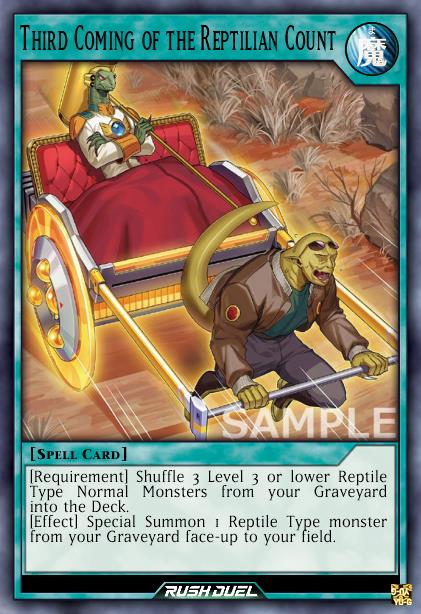 THIRD COMING OF THE REPTILIAN COUNT
ま
魔
SAMPLE
[SPELL CARD]
[Requirement] Shuffle 3 Level 3 or lower Reptile
Type Normal Monsters from your Graveyard
into the Deck.
[Effect] Special Summon 1 Reptile Type monster
from your Graveyard face-up to your field.
RUSH DUEL